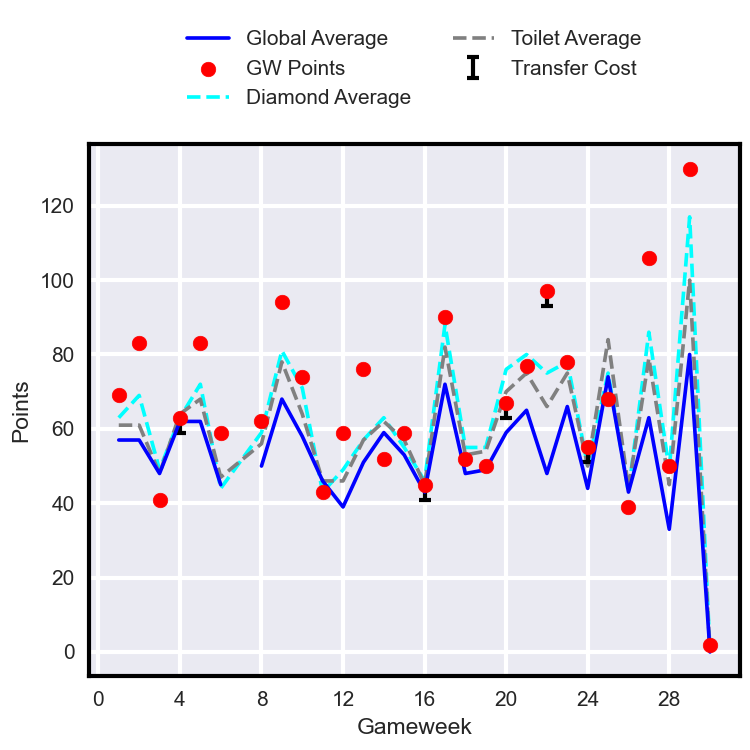 Global Average
GW Points
Diamond Average
Toilet Average
Transfer Cost
120
100
80
60
40
20
0
Points
0 4 8 12 16 20 24 28
Gameweek